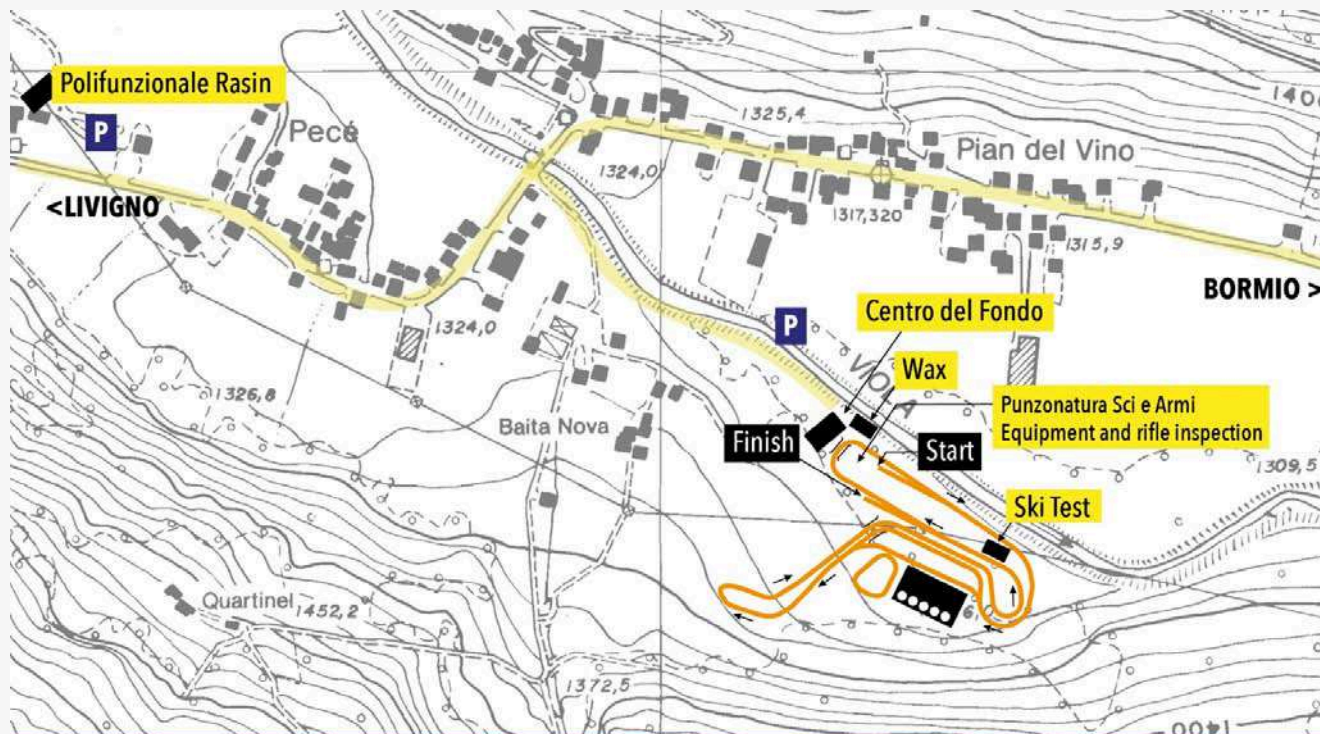 Polifunzionale Rasin
P
Pecé
<LIVIGNO
1325,4
1324,0
Pian del Vino
1317,320
1315,9
BORMIO >
1324,0
P
Centro del Fondo
VIOLA
Wax
1326,8
Baita Nova
Finish
Start
Punzonatura Sci e Armi
Equipment and rifle inspection
1309,5
Ski Test
Quartinel
1452,2
1372,5
1400